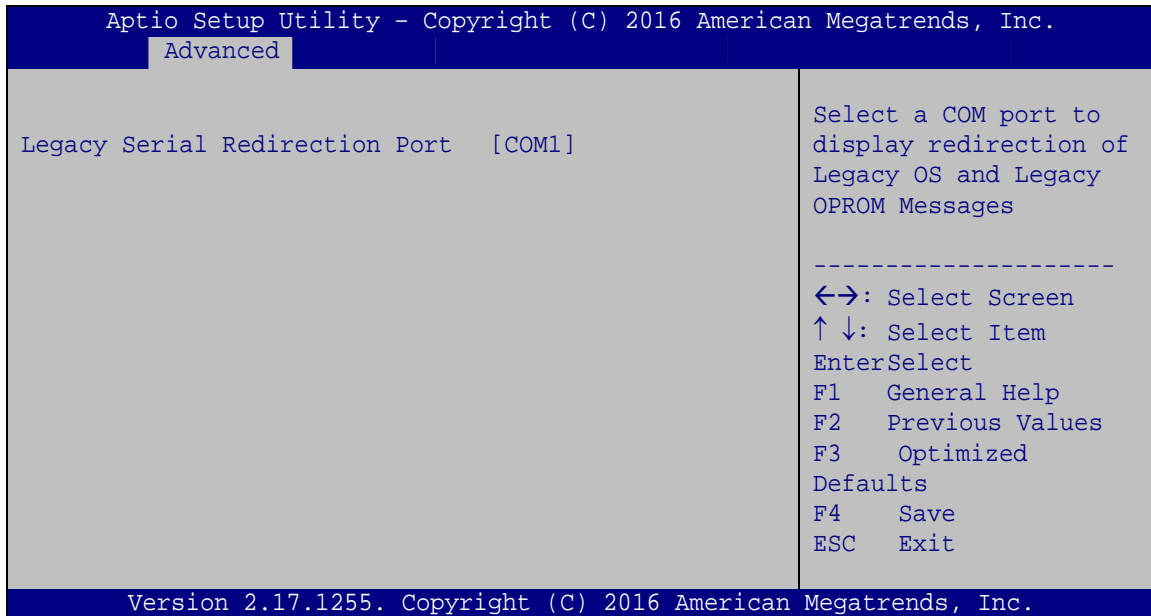 Aptio Setup Utility – Copyright (C) 2016 American Megatrends, Inc.
Advanced
Legacy Serial Redirection Port [COM1]
Select a COM port to
display redirection of
Legacy OS and Legacy
OPROM Messages
---------------------
←→: Select Screen
↑ ↓: Select Item
EnterSelect
F1 General Help
F2 Previous Values
F3 Optimized
Defaults
F4 Save
ESC Exit
Version 2.17.1255. Copyright (C) 2016 American Megatrends, Inc.